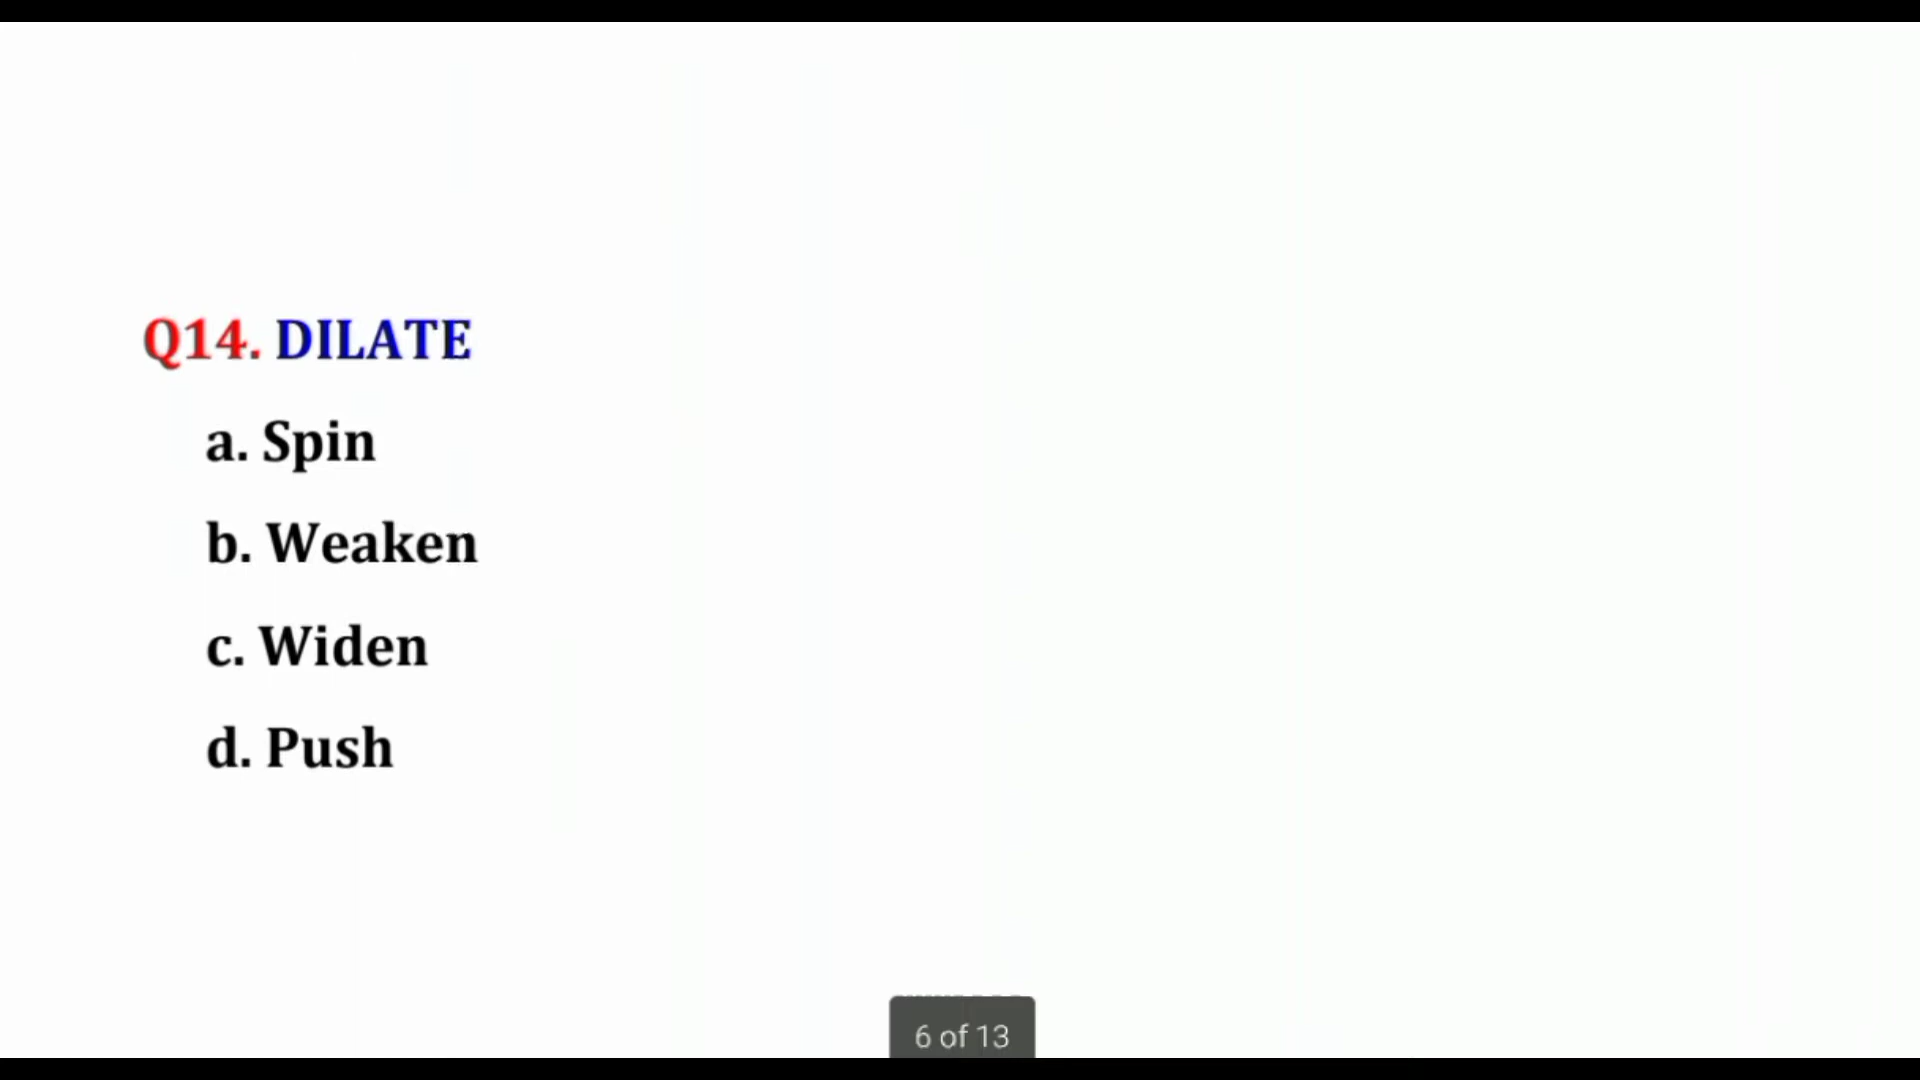 Q14. DILATE
a. Spin
b. Weaken
c. Widen
d. Push
6 of 13